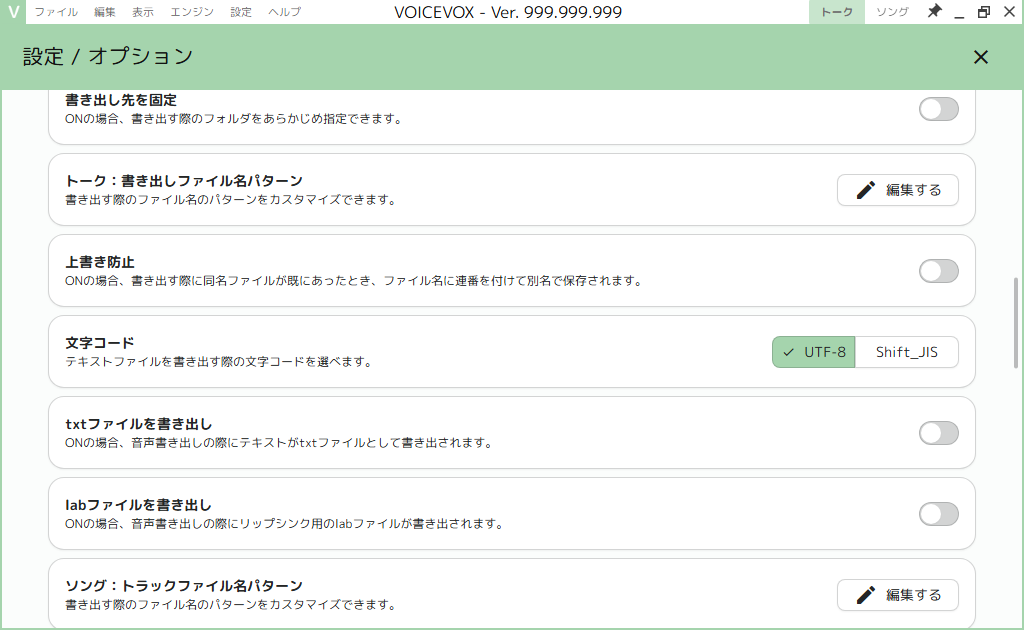 V ファイル 編集 表示 エンジン 設定 ヘルプ VOICEVOX - Ver. 999.999.999 トーク ソング
設定 / オプション
書き出し先を固定
ONの場合、書き出す際のフォルダをあらかじめ指定できます。
トーク：書き出しファイル名パターン
書き出す際のファイル名のパターンをカスタマイズできます。
編集する
上書き防止
ONの場合、書き出す際に同名ファイルが既にあったとき、ファイル名に連番を付けて別名で保存されます。
文字コード
テキストファイルを書き出す際の文字コードを選べます。
UTF-8 Shift_JIS
txtファイルを書き出し
ONの場合、音声書き出しの際にテキストがtxtファイルとして書き出されます。
labファイルを書き出し
ONの場合、音声書き出しの際にリップシンク用のlabファイルが書き出されます。
ソング：トラックファイル名パターン
書き出す際のファイル名のパターンをカスタマイズできます。
編集する